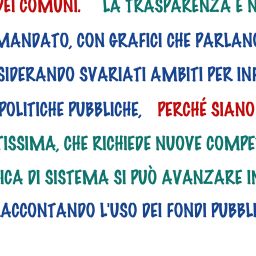 DEI COMUNI. LA TRASPARENZA E N
MANDATO, CON GRAFICI CHE PARLANO
SIDERANDO SVARIATI AMBITI PER INF
POLITICHE PUBBLICHE, PERCHÉ SIANO
TISSIMA, CHE RICHIEDE NUOVE COMPE
ICA DI SISTEMA SI PUÒ AVANZARE IN
ACCONTANDO L'USO DEI FONDI PUBBLI